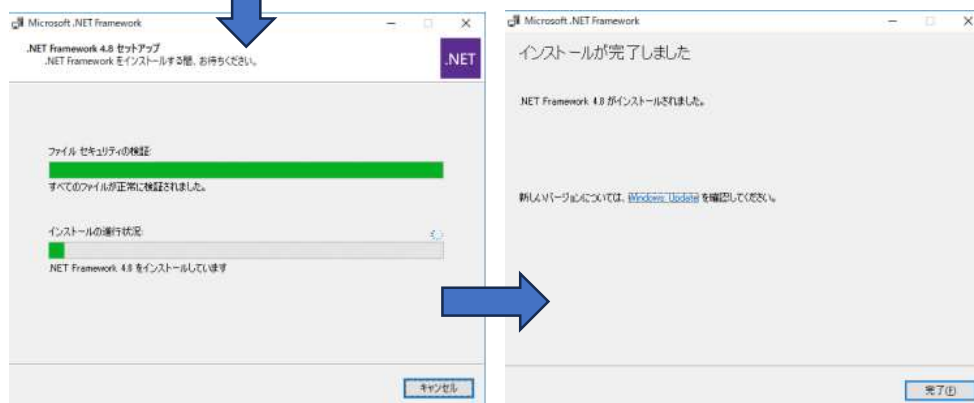 Microsoft .NET Framework
.NET Framework 4.8 セットアップ
.NET Framework をインストールする間、お待ちください。
.NET
ファイル セキュリティの検証:
すべてのファイルが正常に検証されました。
インストールの進行状況:
.NET Framework 4.8 をインストールしています
キャンセル
Microsoft .NET Framework
インストールが完了しました
.NET Framework 4.8 がインストールされました。
新しいバージョンについては、Windows Update を確認してください。
完了(F)